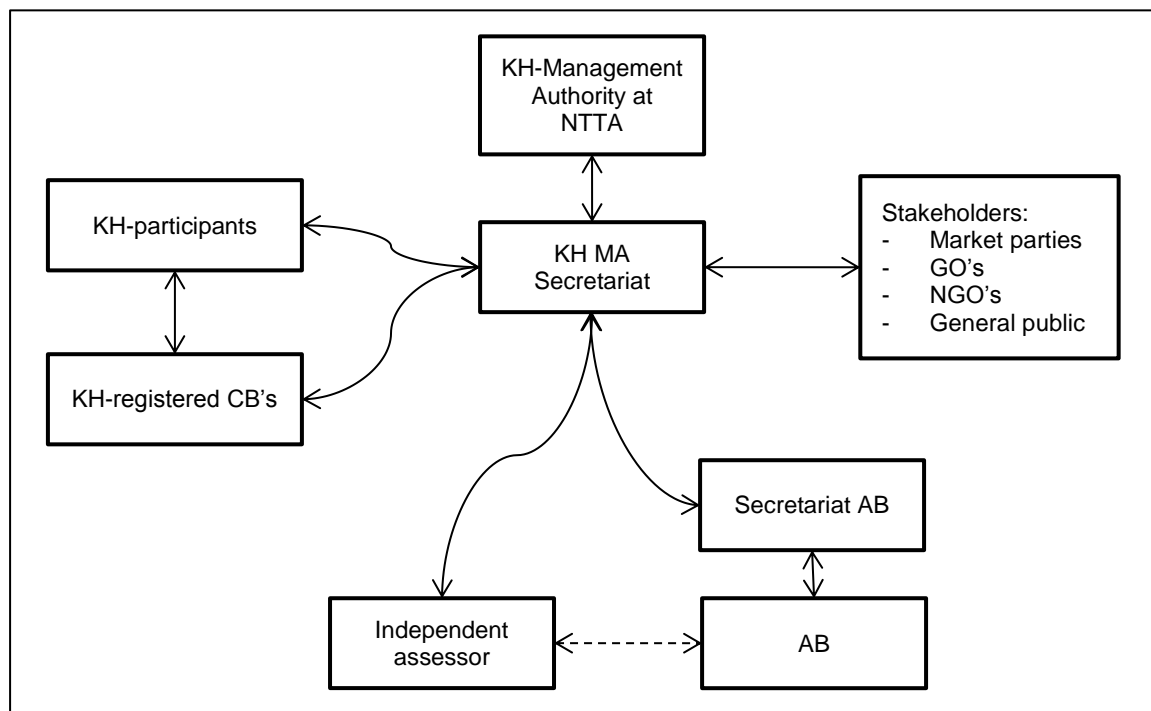 KH-Management
Authority at
NTTA
KH-participants
KH MA
Secretariat
Stakeholders:
- Market parties
- GO’s
- NGO’s
- General public
KH-registered CB’s
Secretariat AB
Independent
assessor
AB